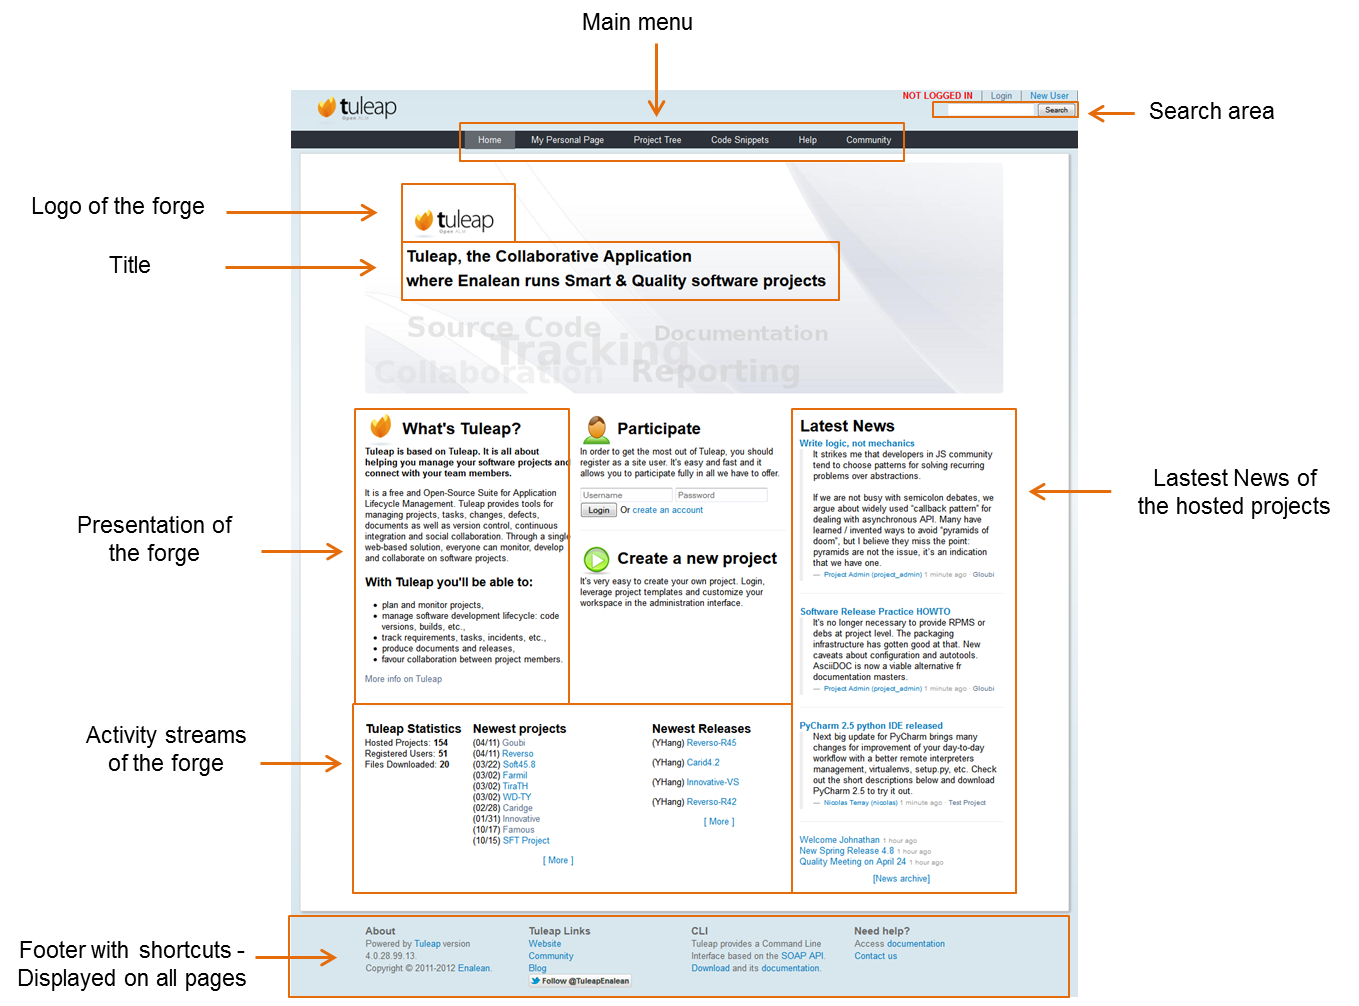 Main menu
tuleap
Open ALM
NOT LOGGED IN | Login | New User
Search
Search area
Home My Personal Page Project Tree Code Snippets Help Community
Logo of the forge
tuleap
Open ALM
Title
Tuleap, the Collaborative Application
where Enalean runs Smart & Quality software projects
Source Code
Documentation
Tracking
Collaboration
Reporting
Presentation of
the forge
What's Tuleap?
Tuleap is based on Tuleap. It is all about
helping you manage your software projects and
connect with your team members.
It is a free and Open-Source Suite for Application
Lifecycle Management. Tuleap provides tools for
managing projects, tasks, changes, defects,
documents as well as version control, continuous
integration and social collaboration. Through a single
web-based solution, everyone can monitor, develop
and collaborate on software projects.
With Tuleap you'll be able to:
• plan and monitor projects,
• manage software development lifecycle: code
versions, builds, etc.,
• track requirements, tasks, incidents, etc.,
• produce documents and releases,
• favour collaboration between project members.
More info on Tuleap
Participate
In order to get the most out of Tuleap, you should
register as a site user. It's easy and fast and it
allows you to participate fully in all we have to offer.
Username Password
Login Or create an account
Create a new project
It's very easy to create your own project. Login,
leverage project templates and customize your
workspace in the administration interface.
Latest News
Write logic, not mechanics
It strikes me that developers in JS community
tend to choose patterns for solving recurring
problems over abstractions.
If we are not busy with semicolon debates, we
argue about widely used “callback pattern” for
dealing with asynchronous API. Many have
learned / invented ways to avoid “pyramids of
doom”, but I believe they miss the point:
pyramids are not the issue, it's an indication
that we have one.
— Project Admin (project_admin) 1 minute ago · Gloubi
Software Release Practice HOWTO
It's no longer necessary to provide RPMS or
debs at project level. The packaging
infrastructure has gotten good at that. New
caveats about configuration and autotools.
AsciiDOC is now a viable alternative fr
documentation masters.
— Project Admin (project_admin) 1 minute ago · Gloubi
PyCharm 2.5 python IDE released
Next big update for PyCharm brings many
changes for improvement of your day-to-day
workflow with a better remote interpreters
management, virtualenvs, setup.py, etc. Check
out the short descriptions below and download
PyCharm 2.5 to try it out.
— Nicolas Terray (nicolas) 1 minute ago · Test Project
Welcome Johnathan 1 hour ago
New Spring Release 4.8 1 hour ago
Quality Meeting on April 24 1 hour ago
[News archive]
Lastest News of
the hosted projects
Activity streams
of the forge
Tuleap Statistics
Hosted Projects: 154
Registered Users: 51
Files Downloaded: 20
Newest projects
(04/11) Goubi
(04/11) Reverso
(03/22) Soft45.8
(03/02) Farmil
(03/02) TiraTH
(03/02) WD-TY
(02/28) Caridge
(01/31) Innovative
(10/17) Famous
(10/15) SFT Project
[ More ]
Newest Releases
(YHang) Reverso-R45
(YHang) Carid4.2
(YHang) Innovative-VS
(YHang) Reverso-R42
[ More ]
Footer with shortcuts -
Displayed on all pages
About
Powered by Tuleap version
4.0.28.99.13.
Copyright © 2011-2012 Enalean.
Tuleap Links
Website
Community
Blog
Follow @TuleapEnalean
CLI
Tuleap provides a Command Line
Interface based on the SOAP API.
Download and its documentation.
Need help?
Access documentation
Contact us